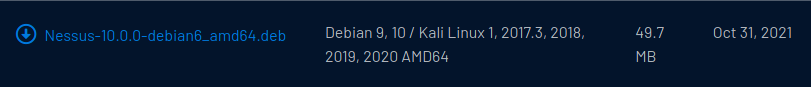 Nessus-10.0.0-debian6_amd64.deb
Debian 9, 10 / Kali Linux 1, 2017.3, 2018,
2019, 2020 AMD64
49.7
MB
Oct 31, 2021